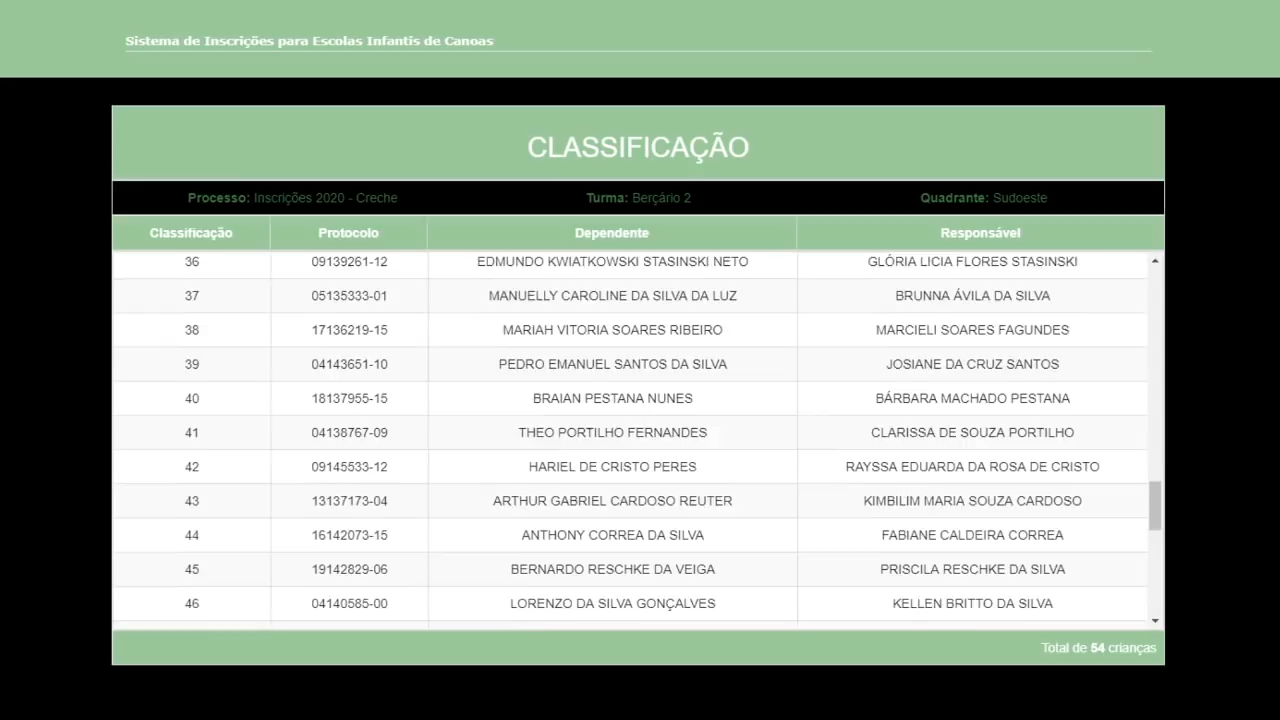 Sistema de Inscrições para Escolas Infantis de Canoas
CLASSIFICAÇÃO
Processo: Inscrições 2020 - Creche Turma: Berçário 2 Quadrante: Sudoeste
Classificação Protocolo Dependente Responsável
36 09139261-12 EDMUNDO KWIATKOWSKI STASINSKI NETO GLÓRIA LICIA FLORES STASINSKI
37 05135333-01 MANUELLY CAROLINE DA SILVA DA LUZ BRUNNA ÁVILA DA SILVA
38 17136219-15 MARIAH VITORIA SOARES RIBEIRO MARCIELI SOARES FAGUNDES
39 04143651-10 PEDRO EMANUEL SANTOS DA SILVA JOSIANE DA CRUZ SANTOS
40 18137955-15 BRAIAN PESTANA NUNES BÁRBARA MACHADO PESTANA
41 04138767-09 THEO PORTILHO FERNANDES CLARISSA DE SOUZA PORTILHO
42 09145533-12 HARIEL DE CRISTO PERES RAYSSA EDUARDA DA ROSA DE CRISTO
43 13137173-04 ARTHUR GABRIEL CARDOSO REUTER KIMBILIM MARIA SOUZA CARDOSO
44 16142073-15 ANTHONY CORREA DA SILVA FABIANE CALDEIRA CORREA
45 19142829-06 BERNARDO RESCHKE DA VEIGA PRISCILA RESCHKE DA SILVA
46 04140585-00 LORENZO DA SILVA GONÇALVES KELLEN BRITTO DA SILVA
Total de 54 crianças